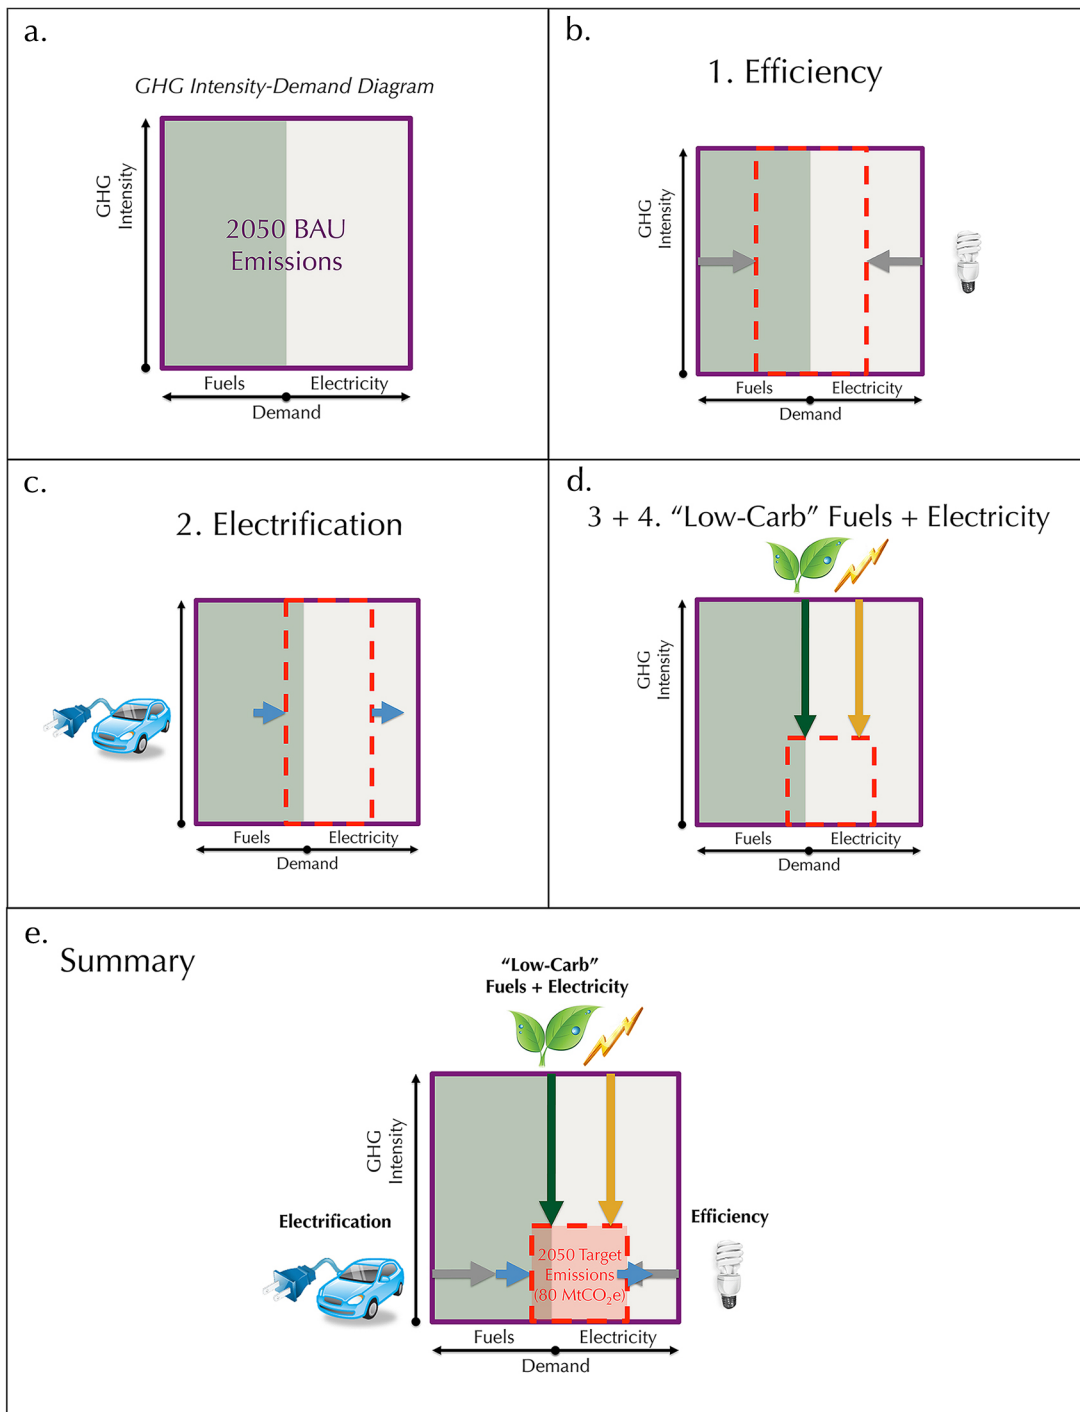 a.
GHG Intensity-Demand Diagram
GHG
Intensity
2050 BAU
Emissions
Fuels
Electricity
Demand
b.
1. Efficiency
GHG
Intensity
Fuels
Electricity
Demand
c.
2. Electrification
Fuels
Electricity
Demand
d.
3 + 4. “Low-Carb” Fuels + Electricity
GHG
Intensity
Fuels
Electricity
Demand
e.
Summary
“Low-Carb”
Fuels + Electricity
GHG
Intensity
Electrification
Efficiency
2050 Target
Emissions
(80 MtCO₂e)
Fuels
Electricity
Demand